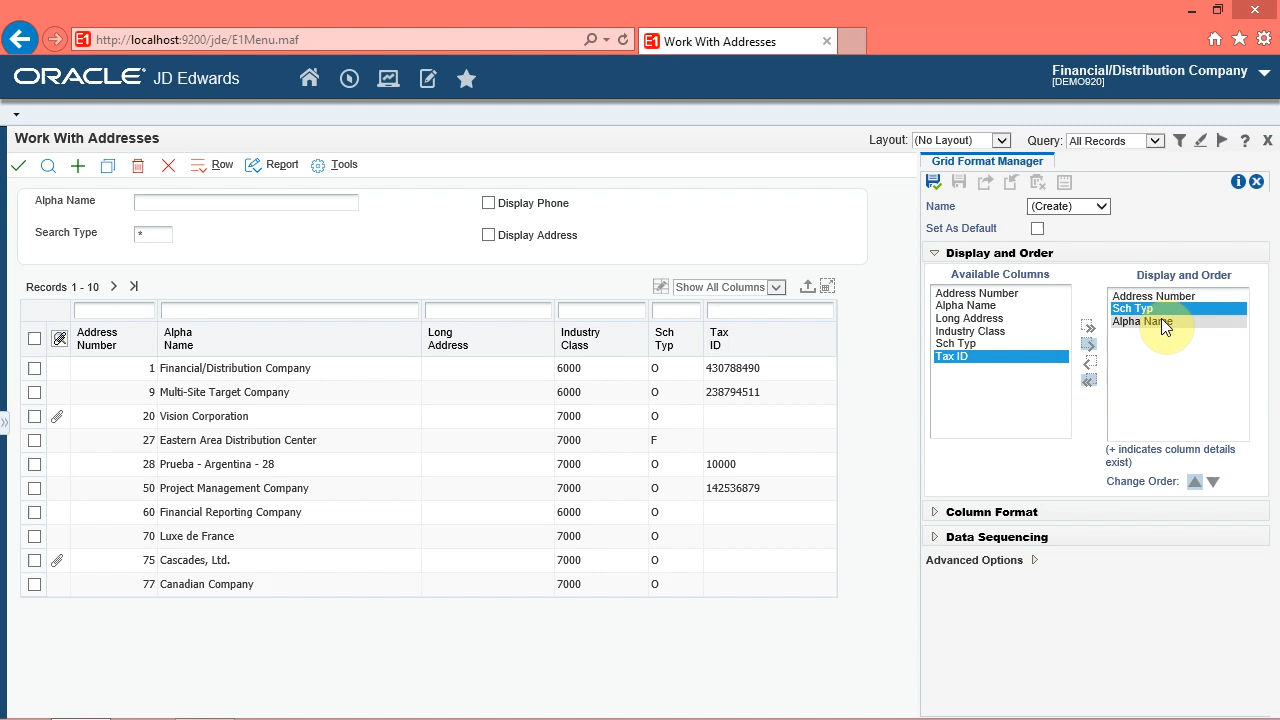 http://localhost:9200/jde/E1Menu.maf
E1 Work With Addresses
ORACLE JD Edwards
Financial/Distribution Company
[DEMO920]
Work With Addresses
Layout: (No Layout) Query: All Records
Row Report Tools
Grid Format Manager
Alpha Name
Search Type *
Display Phone
Display Address
Name (Create)
Set As Default
Display and Order
Available Columns
Address Number
Alpha Name
Long Address
Industry Class
Sch Typ
Tax ID
Display and Order
Address Number
Sch Typ
Alpha Name
(+ indicates column details
exist)
Change Order:
Column Format
Data Sequencing
Advanced Options
Records 1 - 10
Show All Columns
Address Number Alpha Name Long Address Industry Class Sch Typ Tax ID
1 Financial/Distribution Company 6000 O 430788490
9 Multi-Site Target Company 6000 O 238794511
20 Vision Corporation 7000 O
27 Eastern Area Distribution Center 7000 F
28 Prueba - Argentina - 28 7000 O 10000
50 Project Management Company 7000 O 142536879
60 Financial Reporting Company 6000 O
70 Luxe de France 7000 O
75 Cascades, Ltd. 7000 O
77 Canadian Company 7000 O